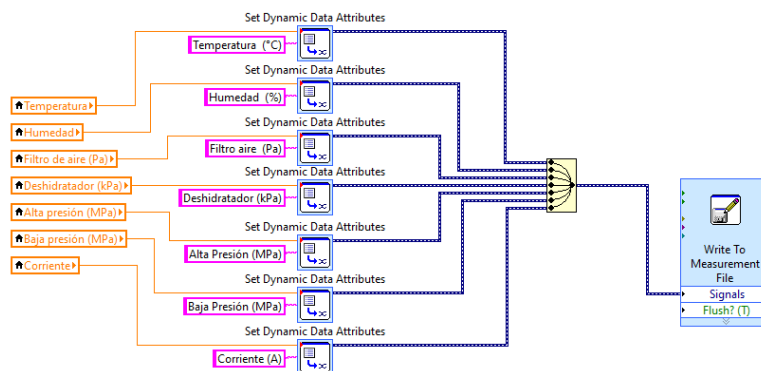 Set Dynamic Data Attributes
Temperatura (°C)
Set Dynamic Data Attributes
Temperatura
Humedad (%)
Set Dynamic Data Attributes
Humedad
Filtro aire (Pa)
Filtro de aire (Pa)
Set Dynamic Data Attributes
Deshidratador (kPa)
Deshidratador (kPa)
Alta presión (MPa)
Set Dynamic Data Attributes
Baja presión (MPa)
Alta Presión (MPa)
Corriente
Set Dynamic Data Attributes
Baja Presión (MPa)
Set Dynamic Data Attributes
Corriente (A)
Write To
Measurement
File
Signals
Flush? (T)